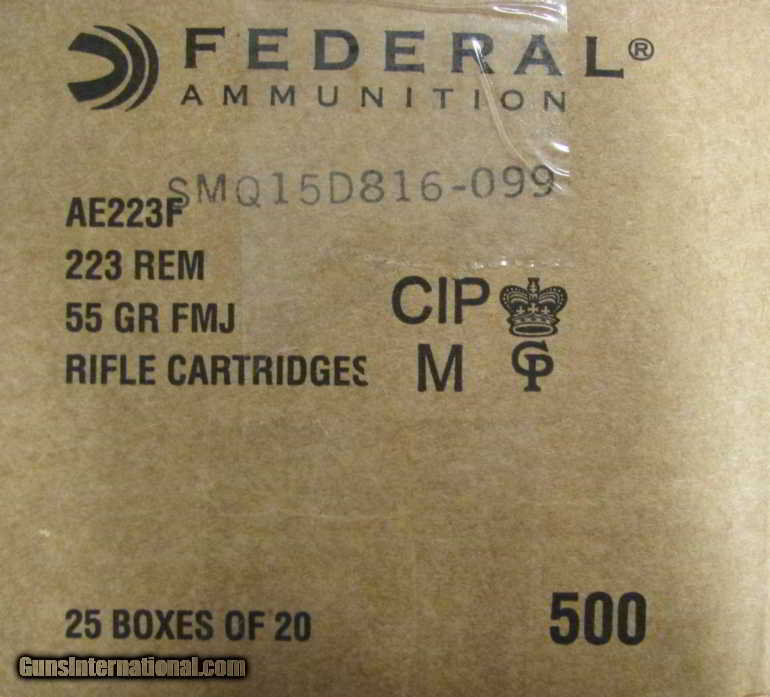 FEDERAL®
AMMUNITION
SMQ15D816-099
AE223F
223 REM
55 GR FMJ
RIFLE CARTRIDGES
CIP
M
GP
25 BOXES OF 20
500
GunsInternational.com